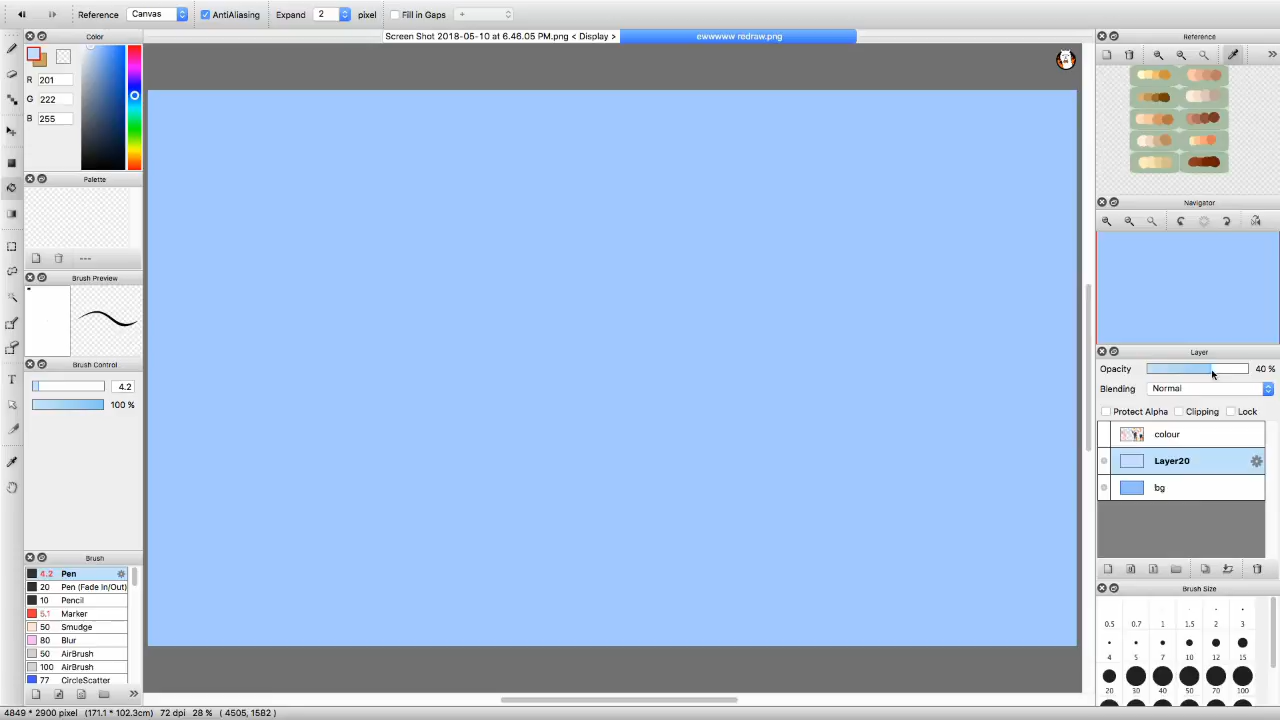 Reference Canvas AntiAliasing Expand 2 pixel Fill in Gaps +
Screen Shot 2018-05-10 at 6.46.05 PM.png < Display > ewwwww redraw.png
Color
R 201
G 222
B 255
Palette
---
Brush Preview
Brush Control
4.2
100 %
Brush
4.2 Pen
20 Pen (Fade In/Out)
10 Pencil
5.1 Marker
50 Smudge
80 Blur
50 AirBrush
100 AirBrush
77 CircleScatter
Reference
Navigator
Layer
Opacity 40 %
Blending Normal
Protect Alpha Clipping Lock
colour
Layer20
bg
Brush Size
0.5 0.7 1 1.5 2 3
4 5 7 10 12 15
20 30 40 50 70 100
4849 * 2900 pixel (171.1 * 102.3cm) 72 dpi 28 % ( 4505, 1582 )